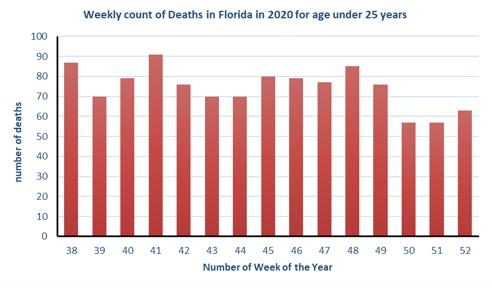 Weekly count of Deaths in Florida in 2020 for age under 25 years
number of deaths
100
90
80
70
60
50
40
30
20
10
0
38 39 40 41 42 43 44 45 46 47 48 49 50 51 52
Number of Week of the Year